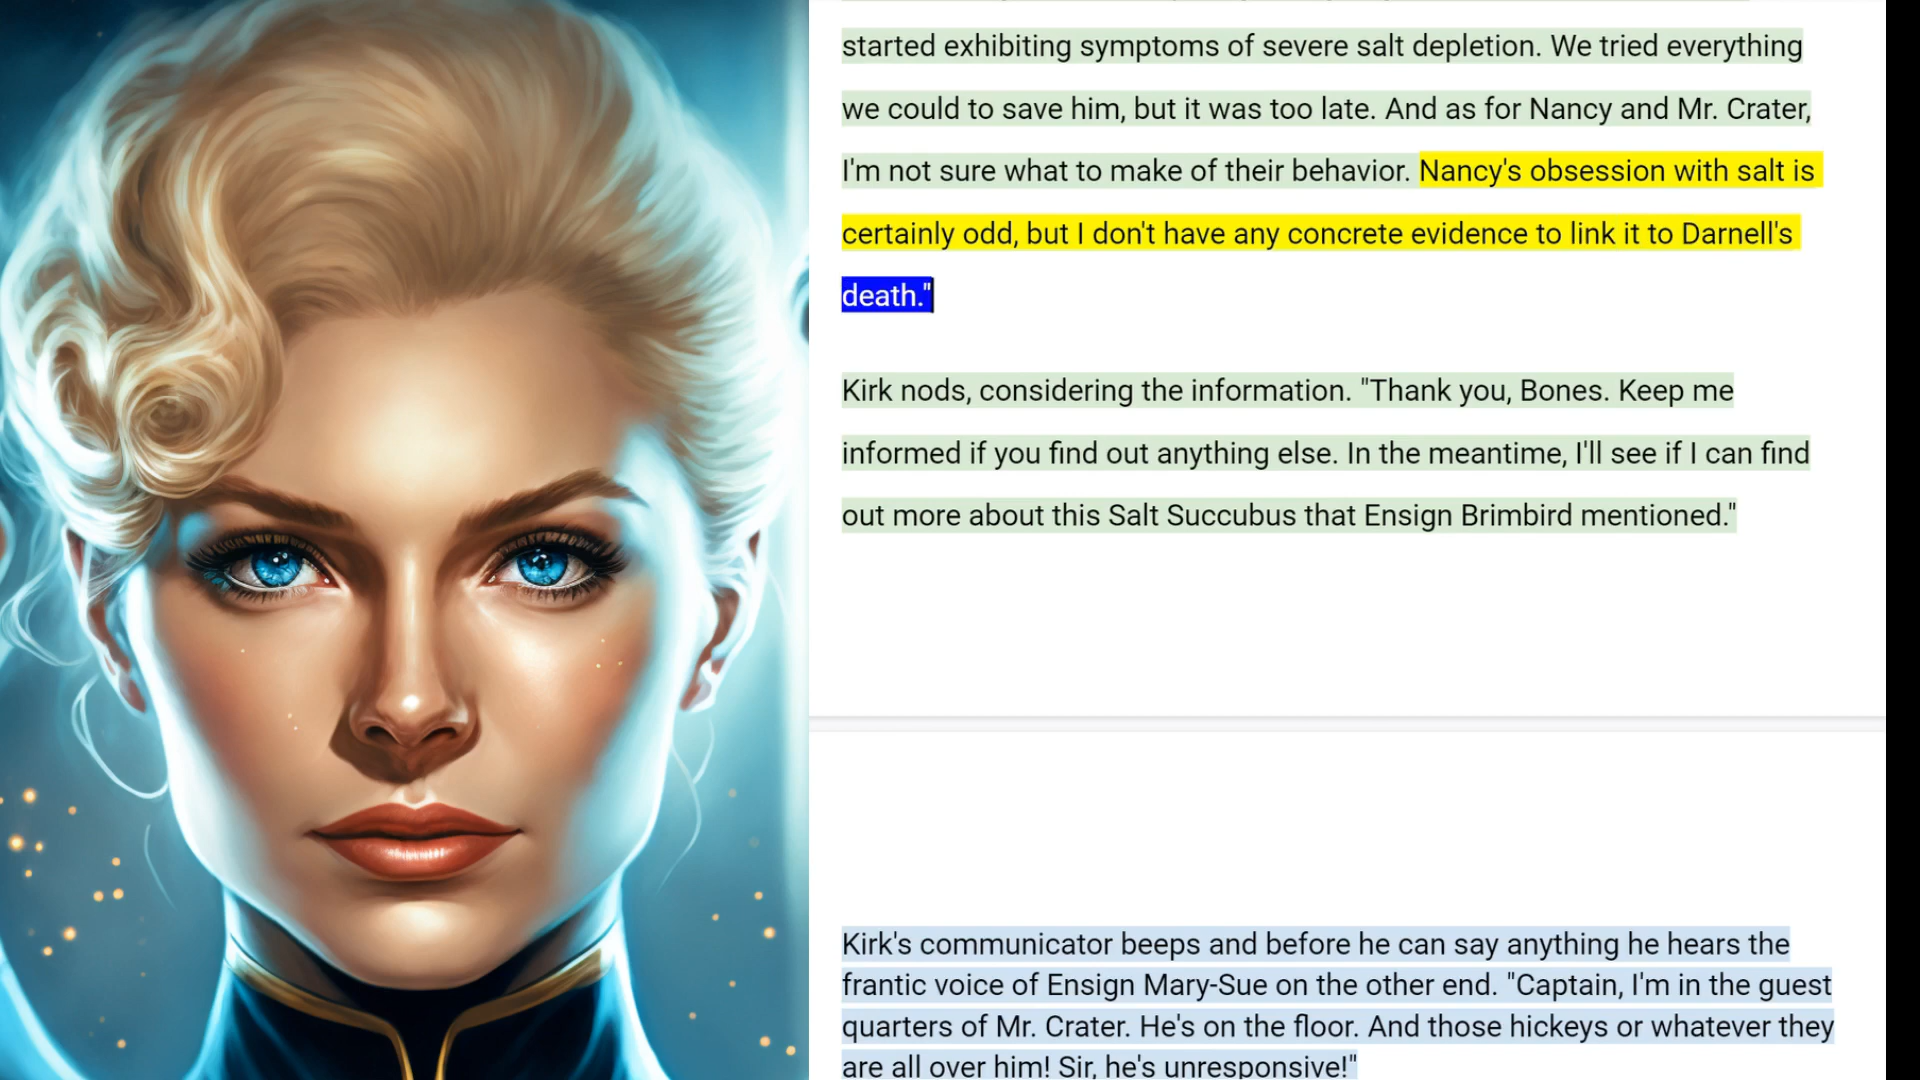 started exhibiting symptoms of severe salt depletion. We tried everything
we could to save him, but it was too late. And as for Nancy and Mr. Crater,
I'm not sure what to make of their behavior. Nancy's obsession with salt is
certainly odd, but I don't have any concrete evidence to link it to Darnell's
death."
Kirk nods, considering the information. "Thank you, Bones. Keep me
informed if you find out anything else. In the meantime, I'll see if I can find
out more about this Salt Succubus that Ensign Brimbird mentioned."
Kirk's communicator beeps and before he can say anything he hears the
frantic voice of Ensign Mary-Sue on the other end. "Captain, I'm in the guest
quarters of Mr. Crater. He's on the floor. And those hickeys or whatever they
are all over him! Sir, he's unresponsive!"